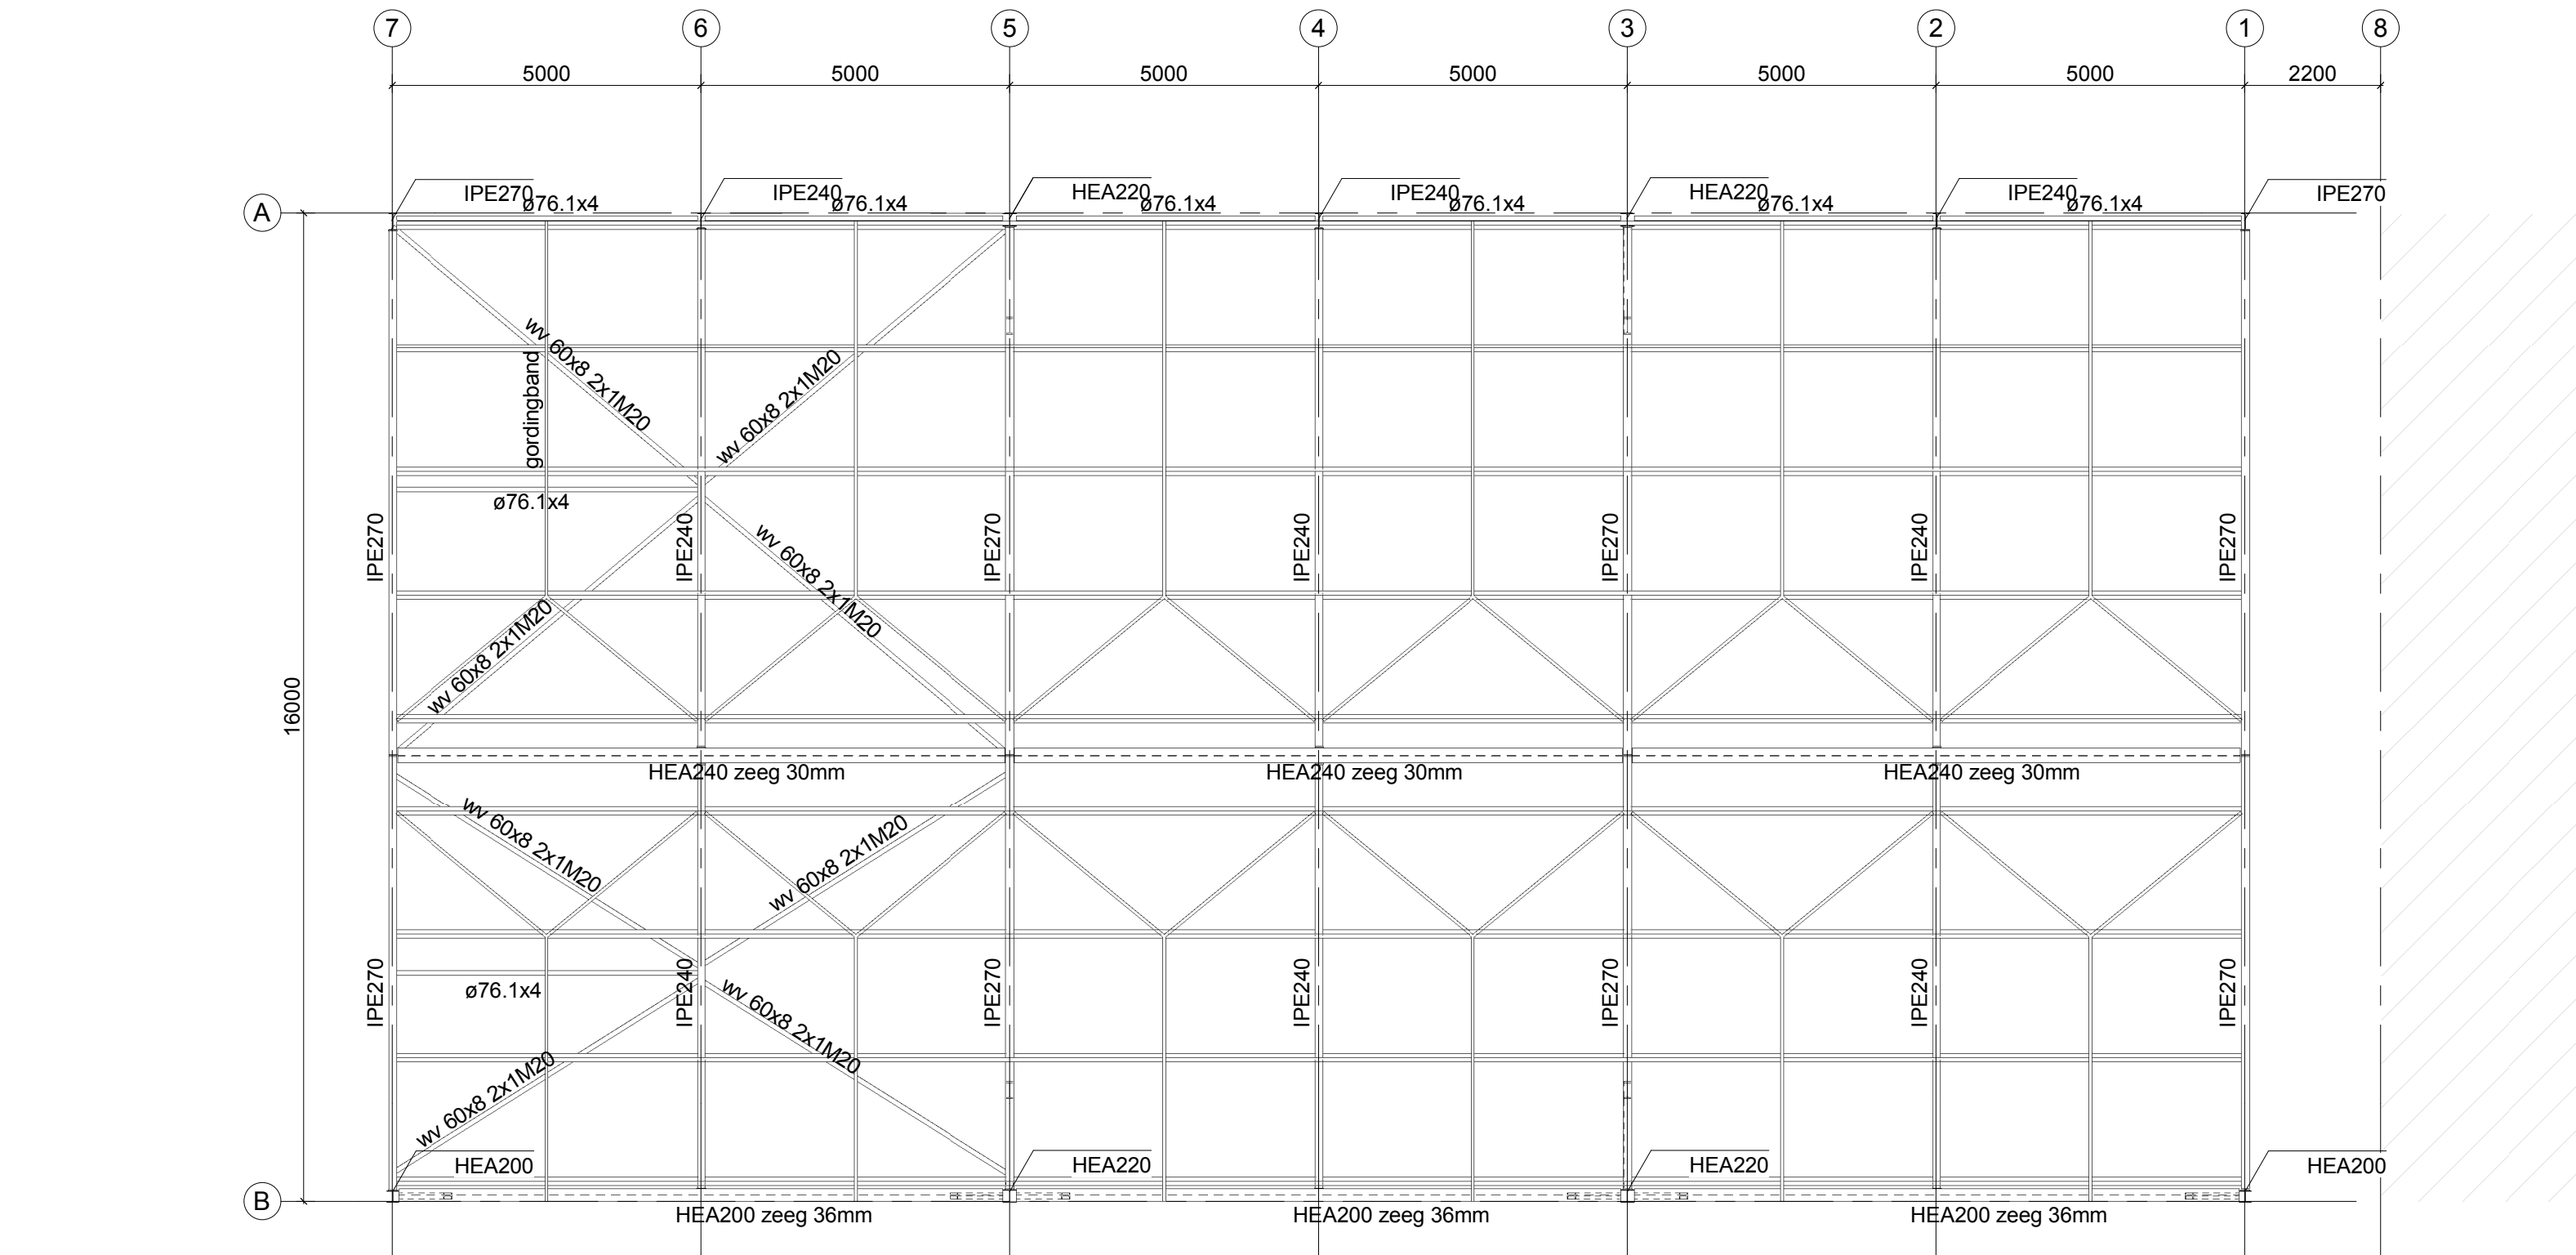 7 6 5 4 3 2 1 8
5000 5000 5000 5000 5000 5000 2200
IPE270 IPE240 HEA220 IPE240 HEA220 IPE240 IPE270
ø76.1x4 ø76.1x4 ø76.1x4 ø76.1x4 ø76.1x4 ø76.1x4
A
wv 60x8 2x1M20
wv 60x8 2x1M20
gordingband
ø76.1x4
IPE270 IPE240 IPE270 IPE240 IPE270 IPE240 IPE270
wv 60x8 2x1M20
wv 60x8 2x1M20
16000
HEA240 zeeg 30mm HEA240 zeeg 30mm HEA240 zeeg 30mm
wv 60x8 2x1M20
wv 60x8 2x1M20
IPE270 IPE240 IPE270 IPE240 IPE270 IPE240 IPE270
ø76.1x4
wv 60x8 2x1M20
wv 60x8 2x1M20
HEA200 HEA220 HEA220 HEA200
B
HEA200 zeeg 36mm HEA200 zeeg 36mm HEA200 zeeg 36mm